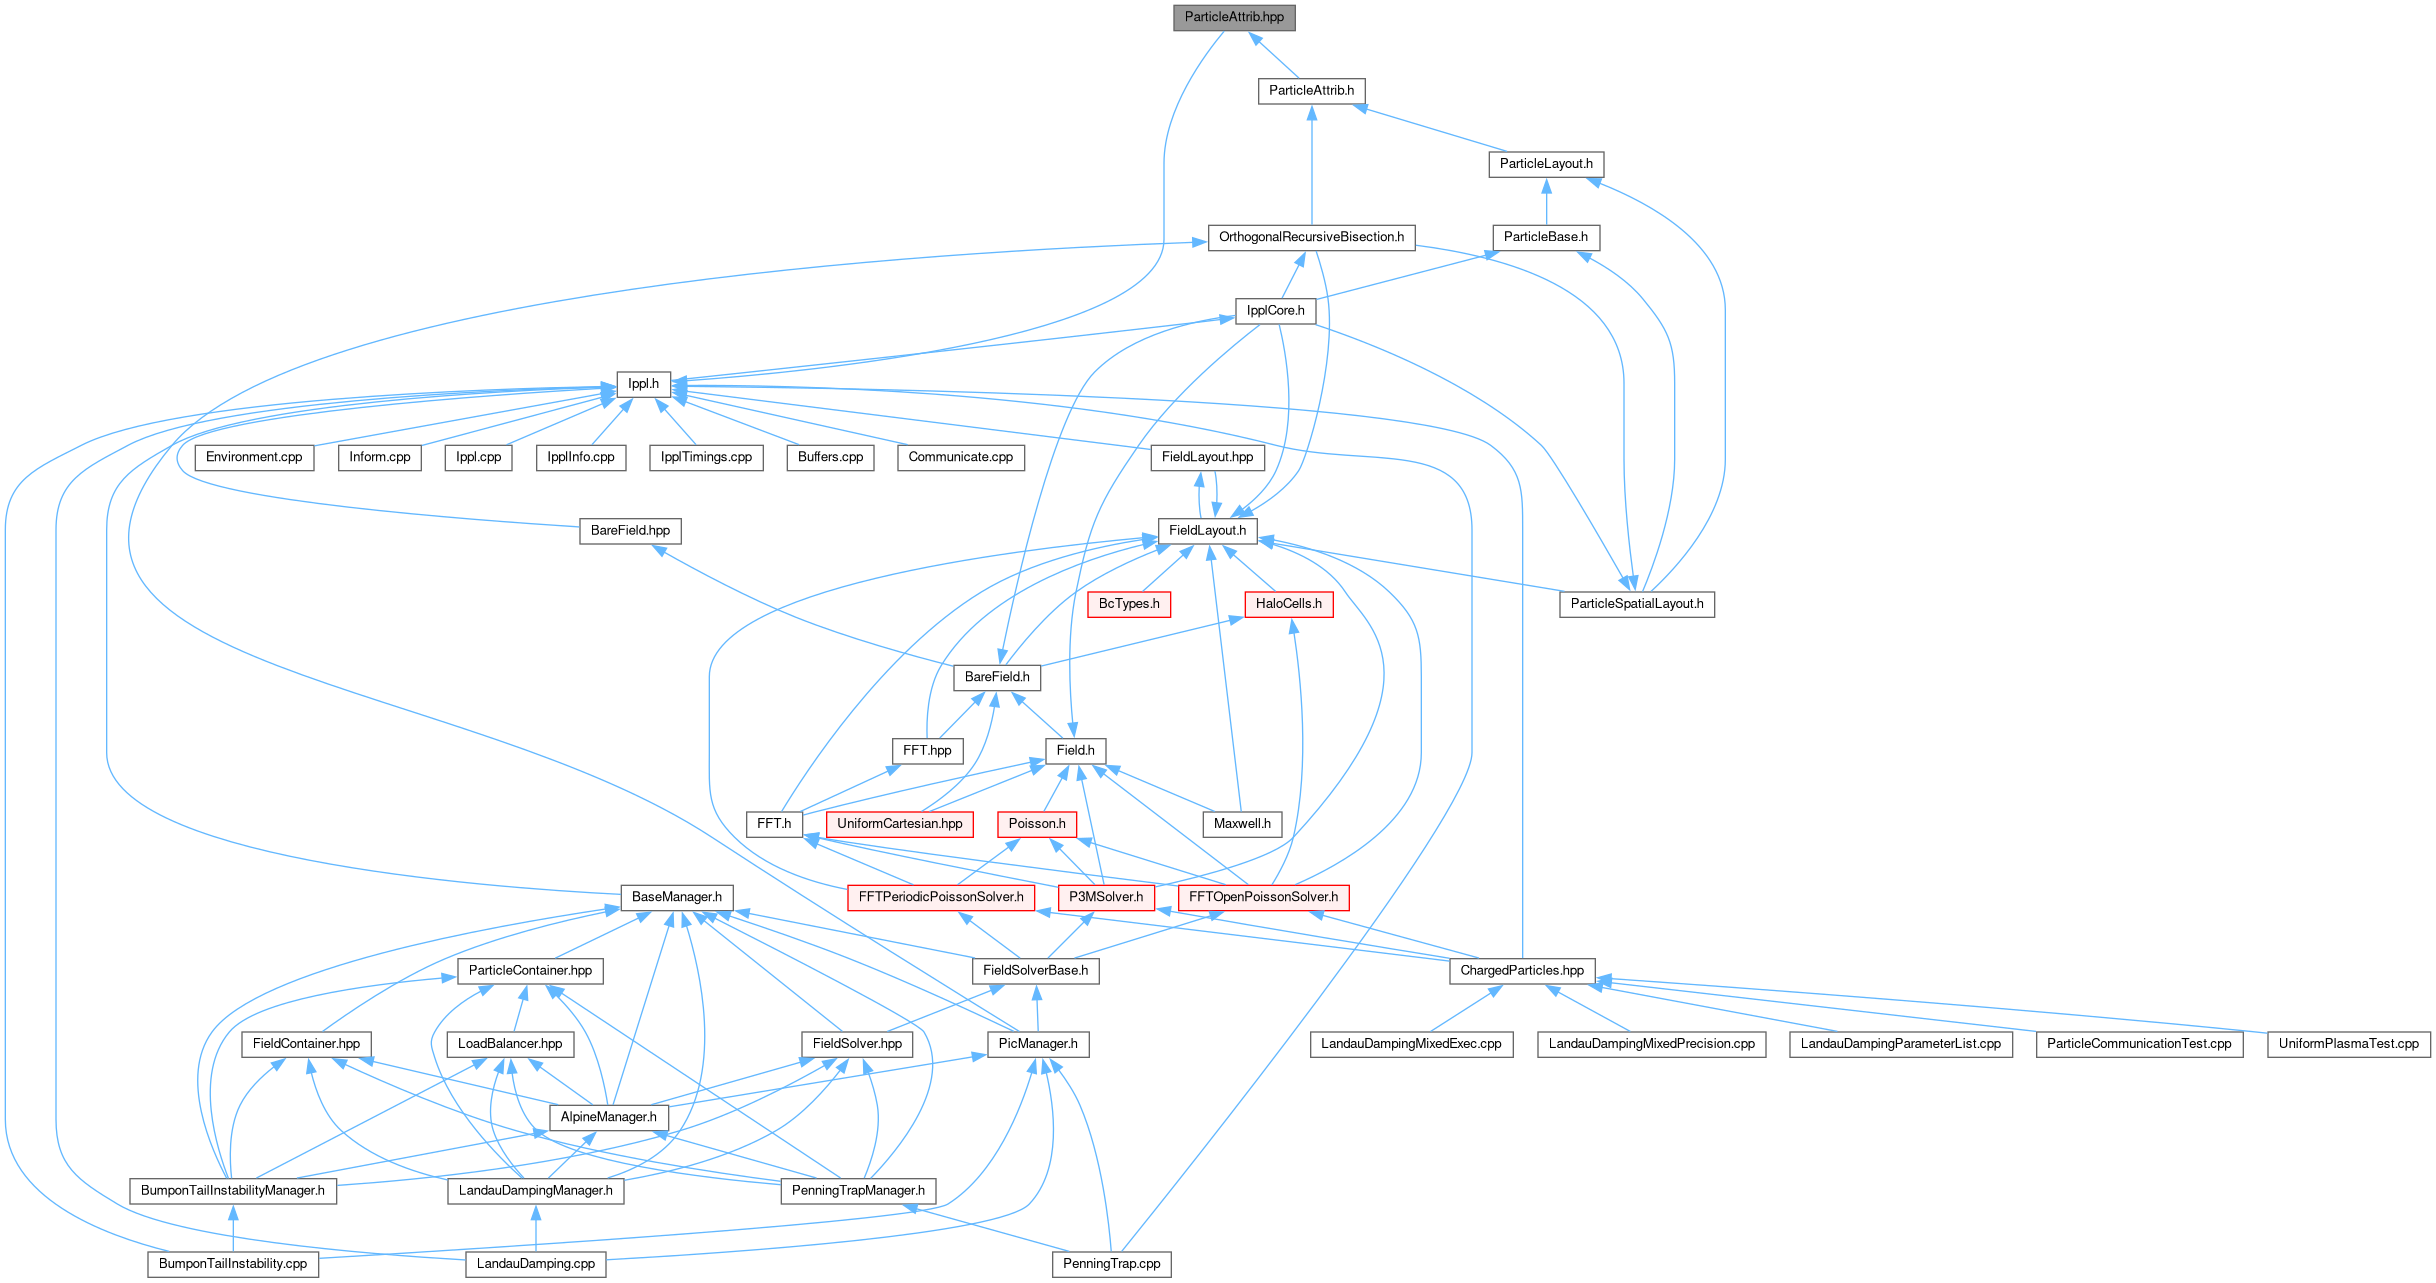 ParticleAttrib.hpp
ParticleAttrib.h
ParticleLayout.h
OrthogonalRecursiveBisection.h
ParticleBase.h
IpplCore.h
Ippl.h
Environment.cpp
Inform.cpp
Ippl.cpp
IpplInfo.cpp
IpplTimings.cpp
Buffers.cpp
Communicate.cpp
FieldLayout.hpp
BareField.hpp
FieldLayout.h
BcTypes.h
HaloCells.h
ParticleSpatialLayout.h
BareField.h
FFT.hpp
Field.h
FFT.h
UniformCartesian.hpp
Poisson.h
Maxwell.h
BaseManager.h
FFTPeriodicPoissonSolver.h
P3MSolver.h
FFTOpenPoissonSolver.h
ParticleContainer.hpp
FieldSolverBase.h
ChargedParticles.hpp
FieldContainer.hpp
LoadBalancer.hpp
FieldSolver.hpp
PicManager.h
LandauDampingMixedExec.cpp
LandauDampingMixedPrecision.cpp
LandauDampingParameterList.cpp
ParticleCommunicationTest.cpp
UniformPlasmaTest.cpp
AlpineManager.h
BumponTailInstabilityManager.h
LandauDampingManager.h
PenningTrapManager.h
BumponTailInstability.cpp
LandauDamping.cpp
PenningTrap.cpp